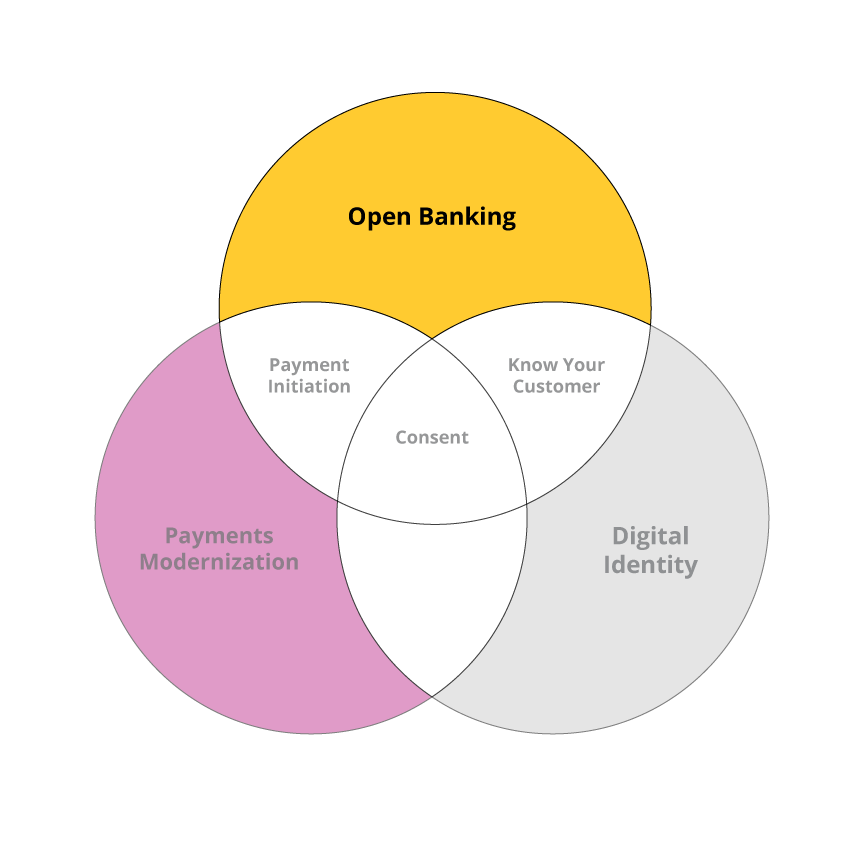 Open Banking
Payment
Initiation
Know Your
Customer
Consent
Payments
Modernization
Digital
Identity